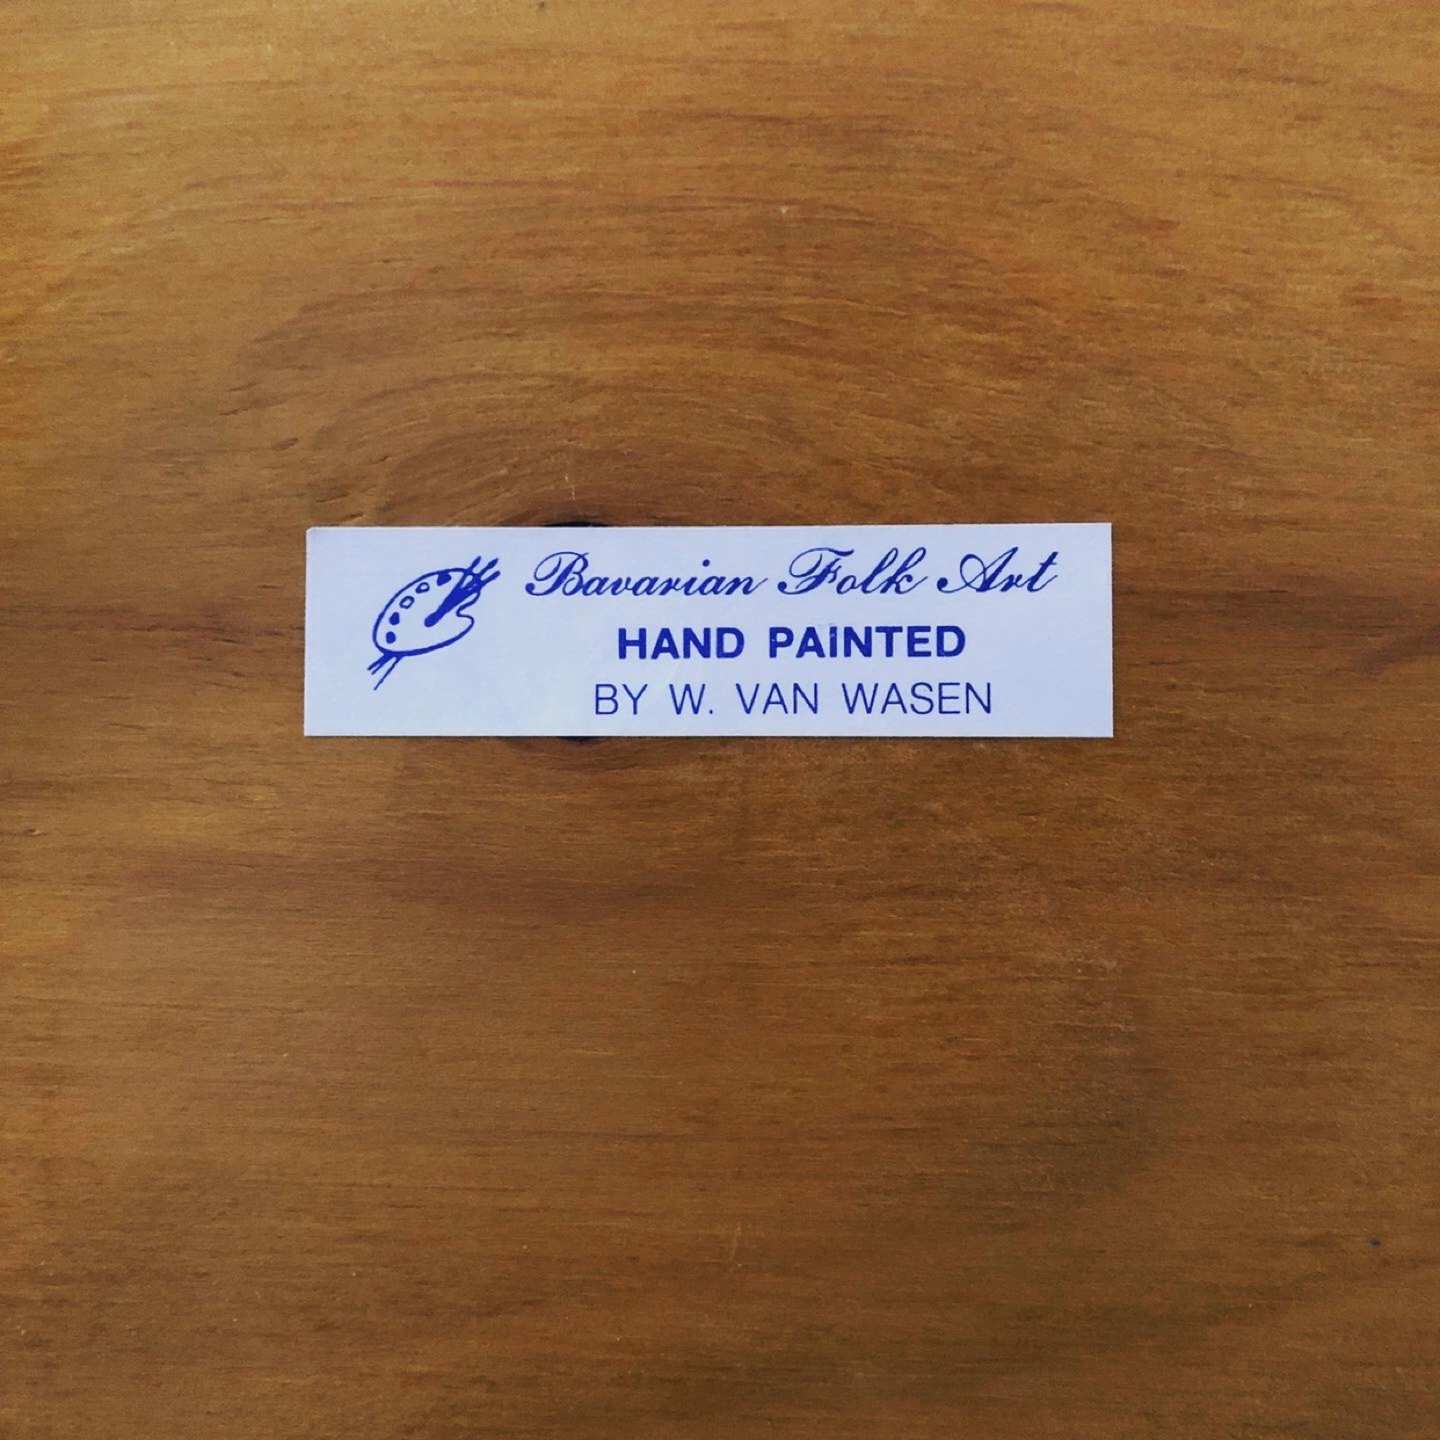 Bavarian Folk Art
HAND PAINTED
BY W. VAN WASEN